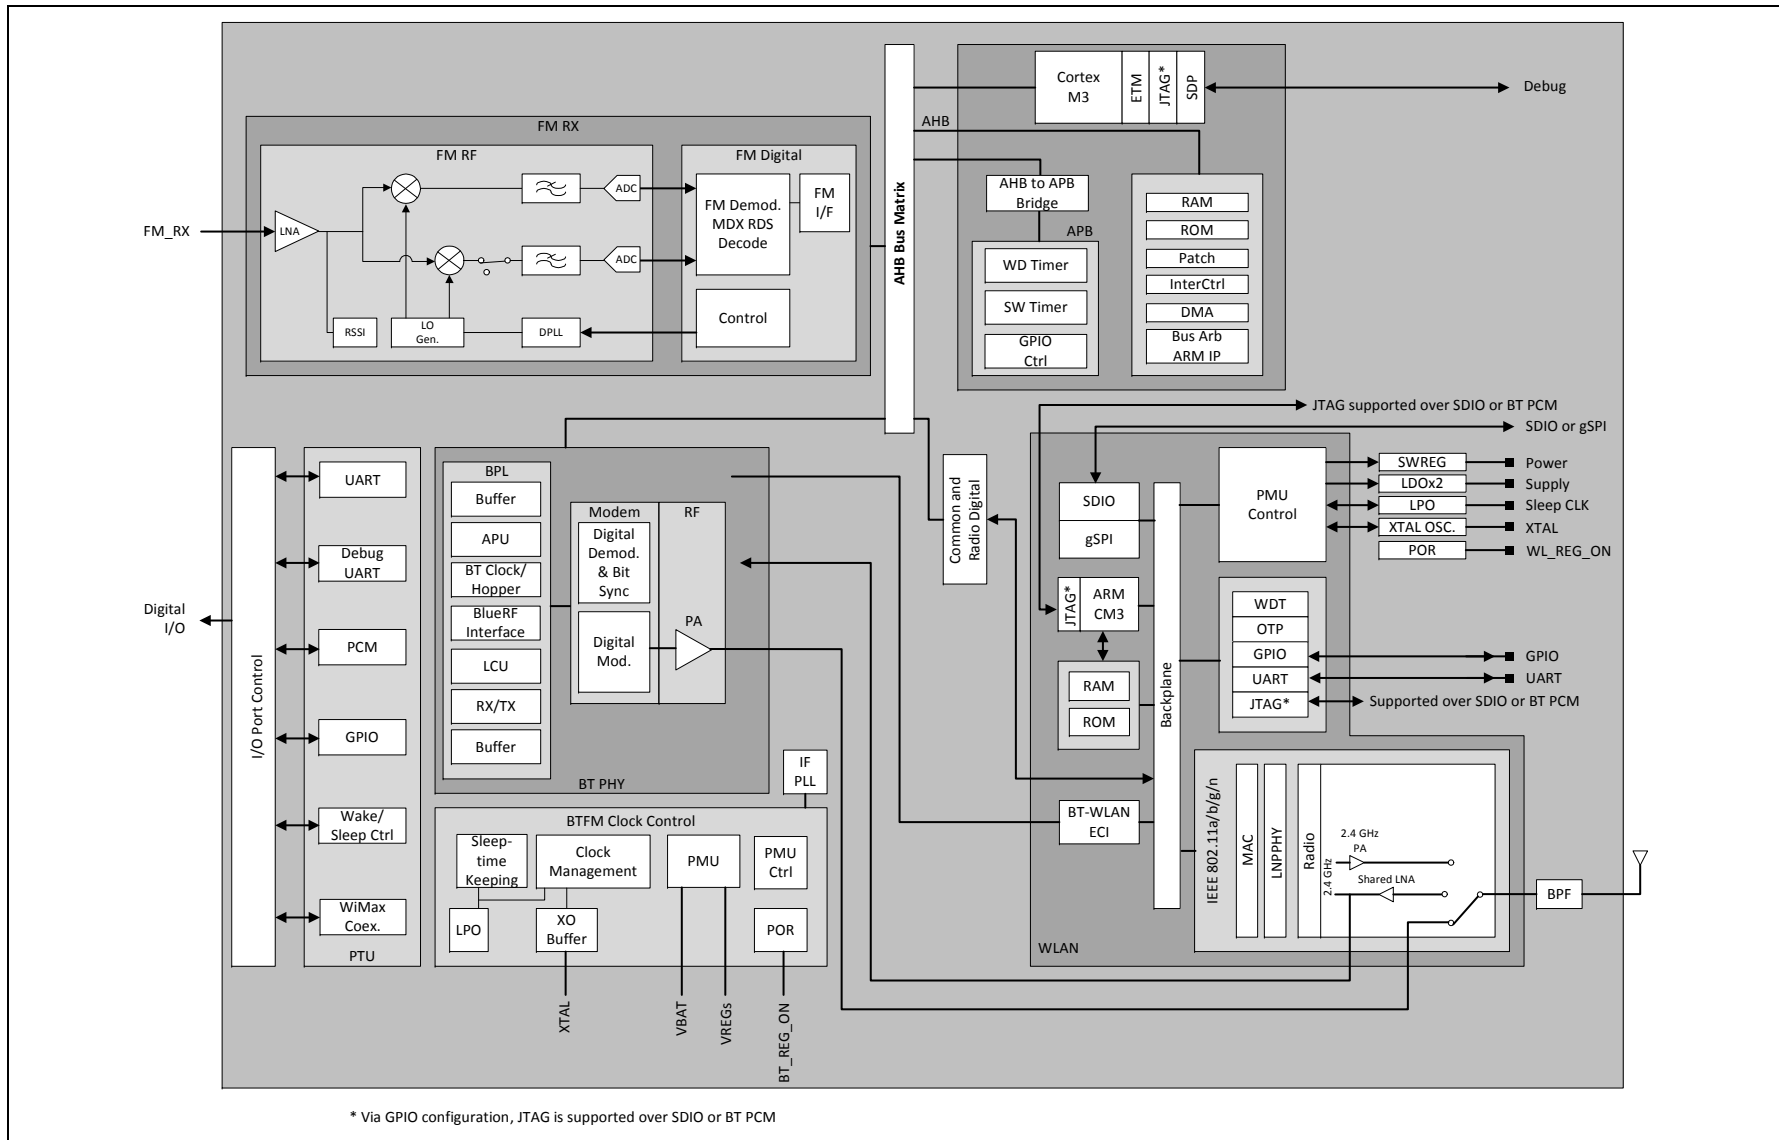 FM RX
FM RF
FM_RX
LNA
ADC
ADC
RSSI
LO
Gen.
DPLL
FM Digital
FM Demod.
MDX RDS
Decode
FM
I/F
Control
AHB Bus Matrix
Cortex
M3
ETM
JTAG*
SDP
Debug
AHB
AHB to APB
Bridge
APB
WD Timer
SW Timer
GPIO
Ctrl
RAM
ROM
Patch
InterCtrl
DMA
Bus Arb
ARM IP
JTAG supported over SDIO or BT PCM
SDIO or gSPI
Digital
I/O
I/O Port Control
UART
Debug
UART
PCM
GPIO
Wake/
Sleep Ctrl
WiMax
Coex.
PTU
BPL
Buffer
APU
BT Clock/
Hopper
BlueRF
Interface
LCU
RX/TX
Buffer
Modem
Digital
Demod.
& Bit
Sync
Digital
Mod.
RF
PA
BT PHY
IF
PLL
BTFM Clock Control
Sleep-
time
Keeping
Clock
Management
PMU
PMU
Ctrl
LPO
XO
Buffer
POR
XTAL
VBAT
VREGs
BT_REG_ON
Common and
Radio Digital
SDIO
gSPI
JTAG*
ARM
CM3
RAM
ROM
BT-WLAN
ECI
WLAN
Backplane
PMU
Control
SWREG
LDOx2
LPO
XTAL OSC.
POR
Power
Supply
Sleep CLK
XTAL
WL_REG_ON
WDT
OTP
GPIO
UART
JTAG*
GPIO
UART
Supported over SDIO or BT PCM
IEEE 802.11a/b/g/n
MAC
LNPPHY
Radio
2.4 GHz
2.4 GHz
PA
Shared LNA
BPF
* Via GPIO configuration, JTAG is supported over SDIO or BT PCM